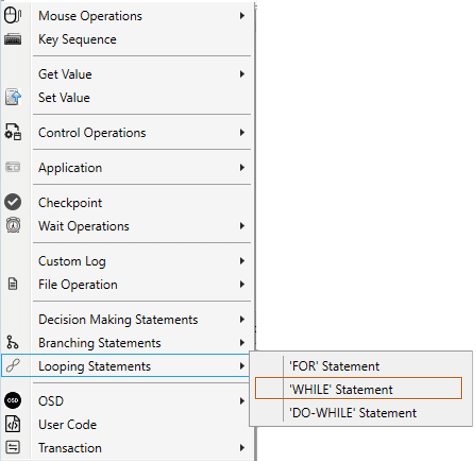 Mouse Operations
Key Sequence
Get Value
Set Value
Control Operations
Application
Checkpoint
Wait Operations
Custom Log
File Operation
Decision Making Statements
Branching Statements
Looping Statements
'FOR' Statement
'WHILE' Statement
'DO-WHILE' Statement
OSD
OSD
User Code
Transaction